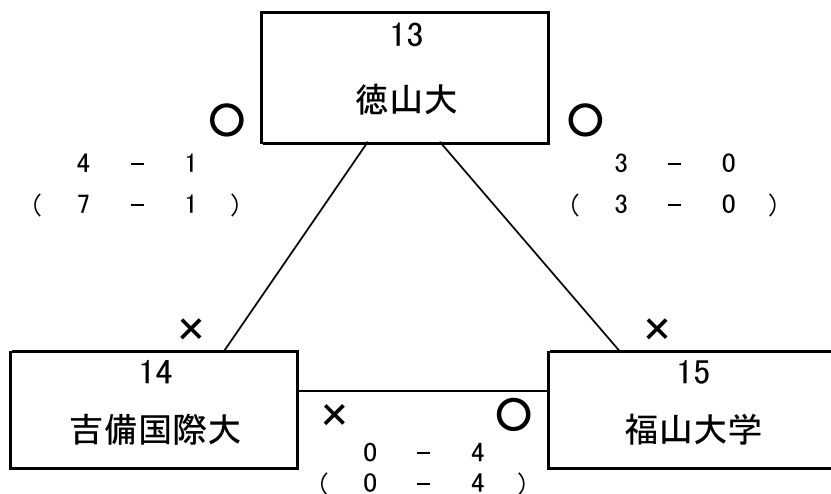 13
徳山大
○ ○
4 － 1
( 7 － 1 )
3 － 0
( 3 － 0 )
× ×
14
吉備国際大
15
福山大学
× ○
0 － 4
( 0 － 4 )